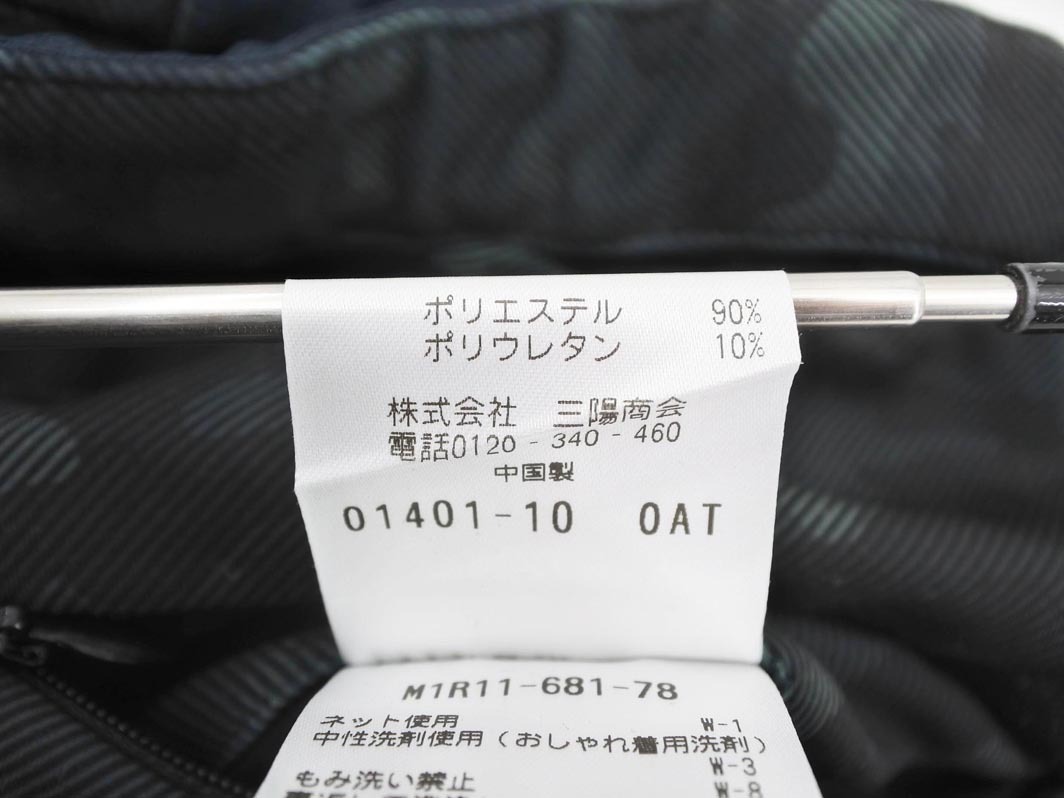 ポリエステル 90%
ポリウレタン 10%
株式会社 三陽商会
電話0120-340-460
中国製
01401-10 0AT
M1R11-681-78
ネット使用 W-1
中性洗剤使用(おしゃれ着用洗剤)
W-3
もみ洗い禁止 W-8